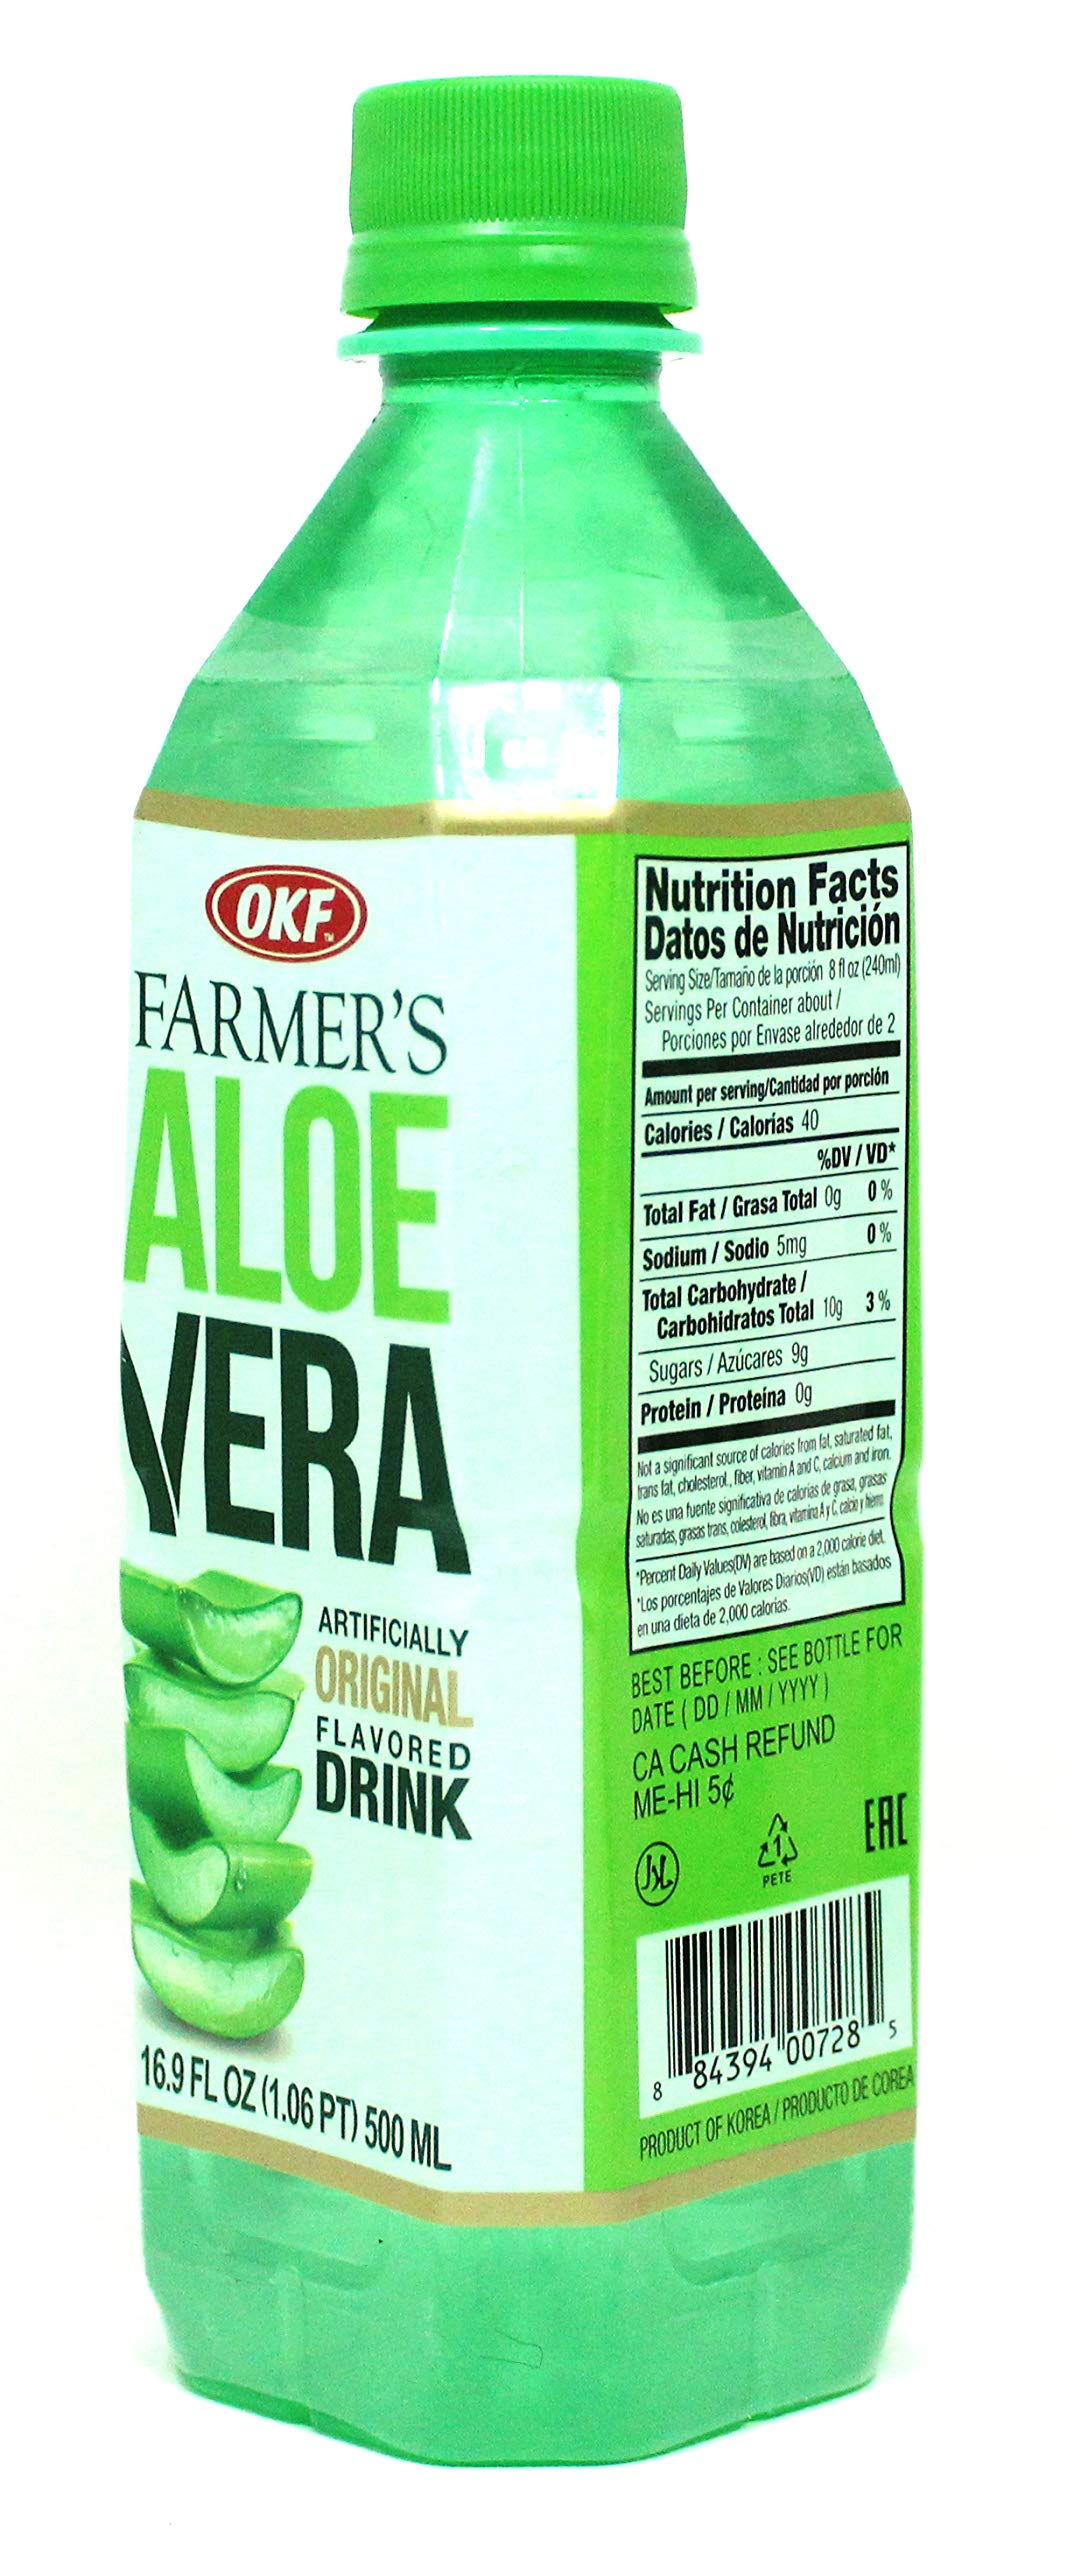 OKF™
FARMER'S
ALOE
VERA
ARTIFICIALLY
ORIGINAL
FLAVORED
DRINK
16.9 FL OZ (1.06 PT) 500 ML
Nutrition Facts
Datos de Nutrición
Serving Size/Tamaño de la porción 8 fl oz (240ml)
Servings Per Container about /
Porciones por Envase alrededor de 2
Amount per serving/Cantidad por porción
Calories / Calorías 40
%DV / VD*
Total Fat / Grasa Total 0g 0 %
Sodium / Sodio 5mg 0 %
Total Carbohydrate /
Carbohidratos Total 10g 3 %
Sugars / Azúcares 9g
Protein / Proteína 0g
Not a significant source of calories from fat, saturated fat,
trans fat, cholesterol., fiber, vitamin A and C, calcium and iron.
No es una fuente significativa de calorias de grasa, grasas
saturadas, grasas trans, colesterol, fibra, vitamina A y C, calcio y hierro.
*Percent Daily Values(DV) are based on a 2,000 calorie diet.
*Los porcentajes de Valores Diarios(VD) están basados
en una dieta de 2,000 calorias.
BEST BEFORE : SEE BOTTLE FOR
DATE ( DD / MM / YYYY )
CA CASH REFUND
ME-HI 5¢
1
PETE
EAC
8 84394 00728 5
PRODUCT OF KOREA / PRODUCTO DE COREA